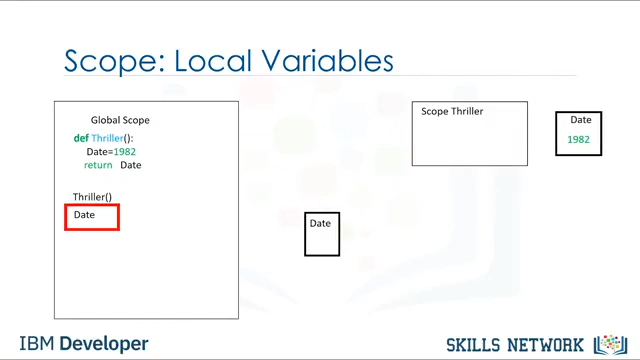 Scope: Local Variables
Global Scope
def Thriller():
Date=1982
return Date
Thriller()
Date
Date
Scope Thriller
Date
1982
IBM Developer
SKILLS NETWORK